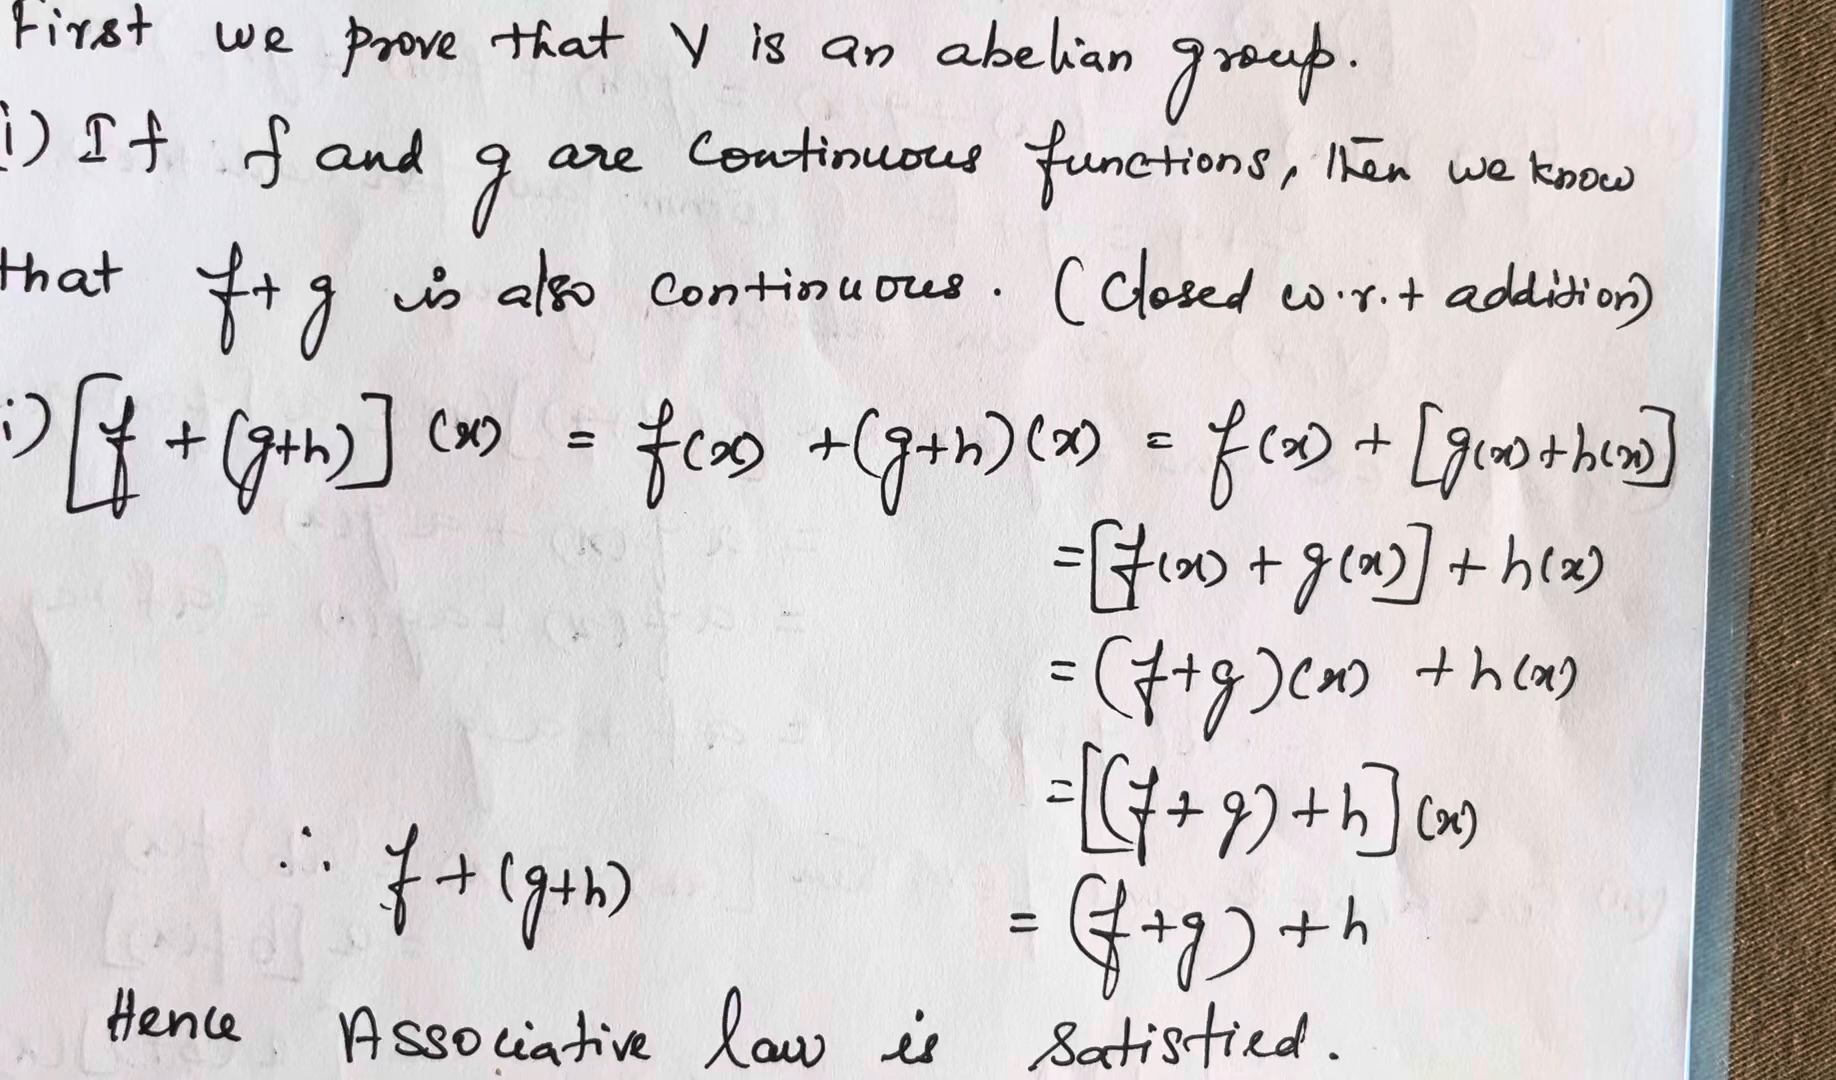 First we prove that V is an abelian group.
i) If f and g are continuous functions, then we know
that f+g is also continuous. (Closed w.r.t addition)
i) [f + (g+h)] (x) = f(x) + (g+h)(x) = f(x) + [g(x)+h(x)]
= [f(x) + g(x)] + h(x)
= (f+g)(x) + h(x)
= [(f+g)+h](x)
∴ f + (g+h) = (f+g) + h
Hence Associative law is satisfied.